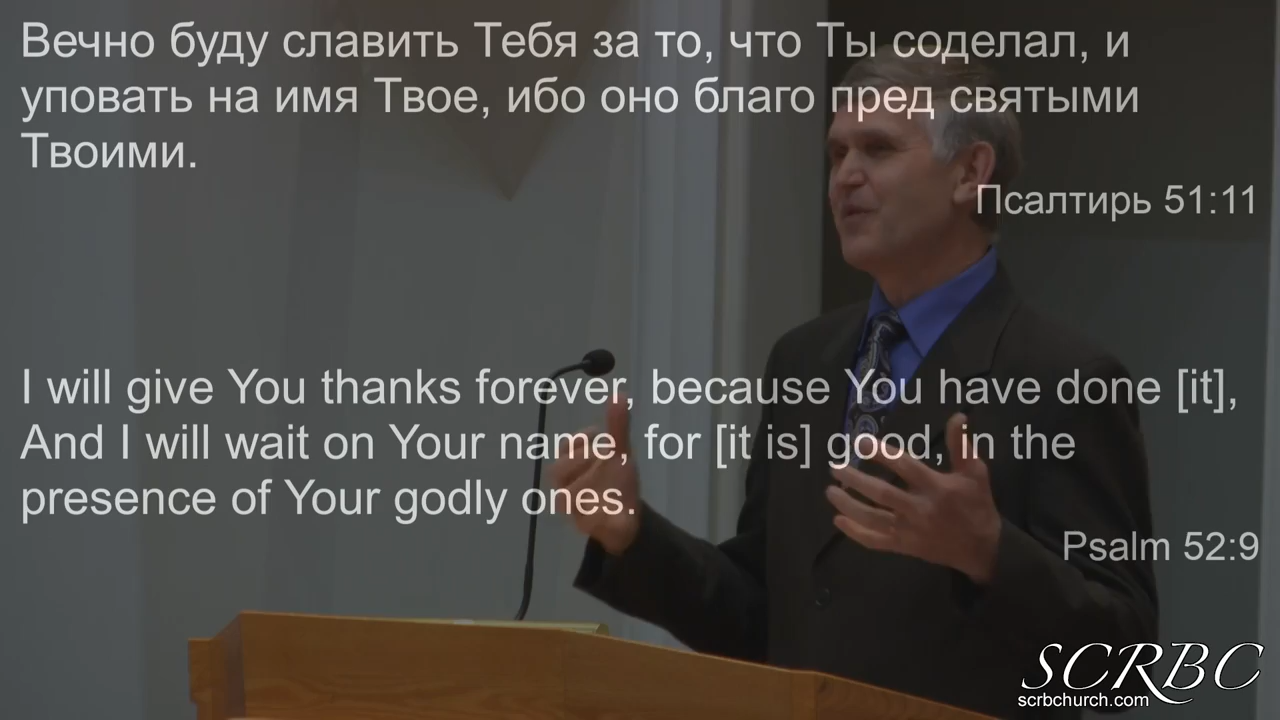 Вечно буду славить Тебя за то, что Ты соделал, и
уповать на имя Твое, ибо оно благо пред святыми
Твоими.
Псалтирь 51:11
I will give You thanks forever, because You have done [it],
And I will wait on Your name, for [it is] good, in the
presence of Your godly ones.
Psalm 52:9
SCRBC
scrbchurch.com